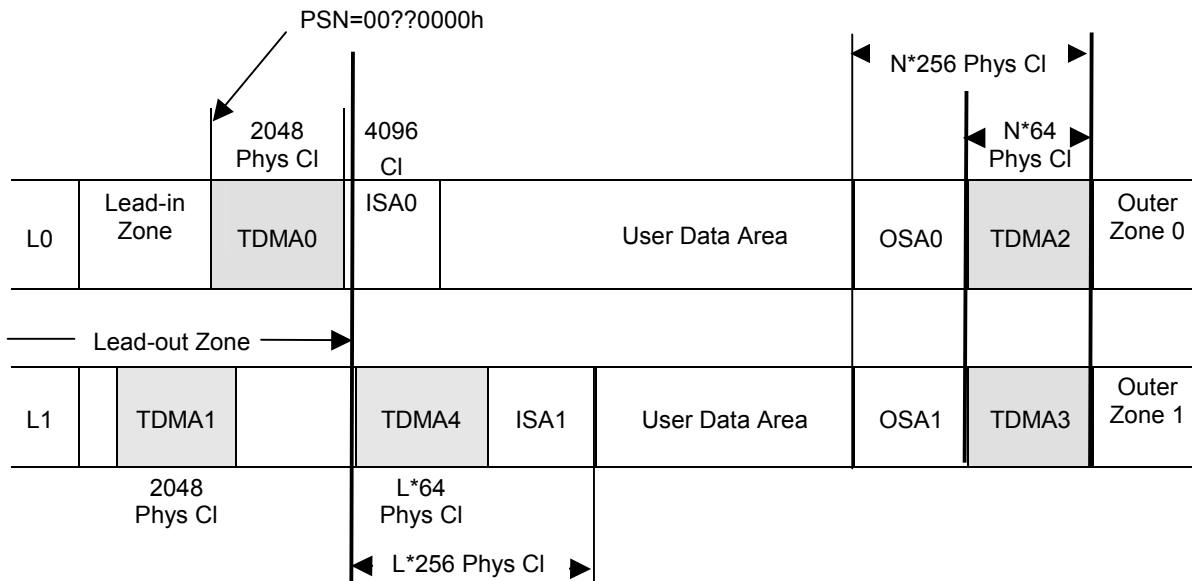 PSN=00??0000h
N*256 Phys Cl
2048
Phys Cl
4096
Cl
N*64
Phys Cl
L0
Lead-in
Zone
TDMA0
ISA0
User Data Area
OSA0
TDMA2
Outer
Zone 0
Lead-out Zone
L1
TDMA1
TDMA4
ISA1
User Data Area
OSA1
TDMA3
Outer
Zone 1
2048
Phys Cl
L*64
Phys Cl
L*256 Phys Cl